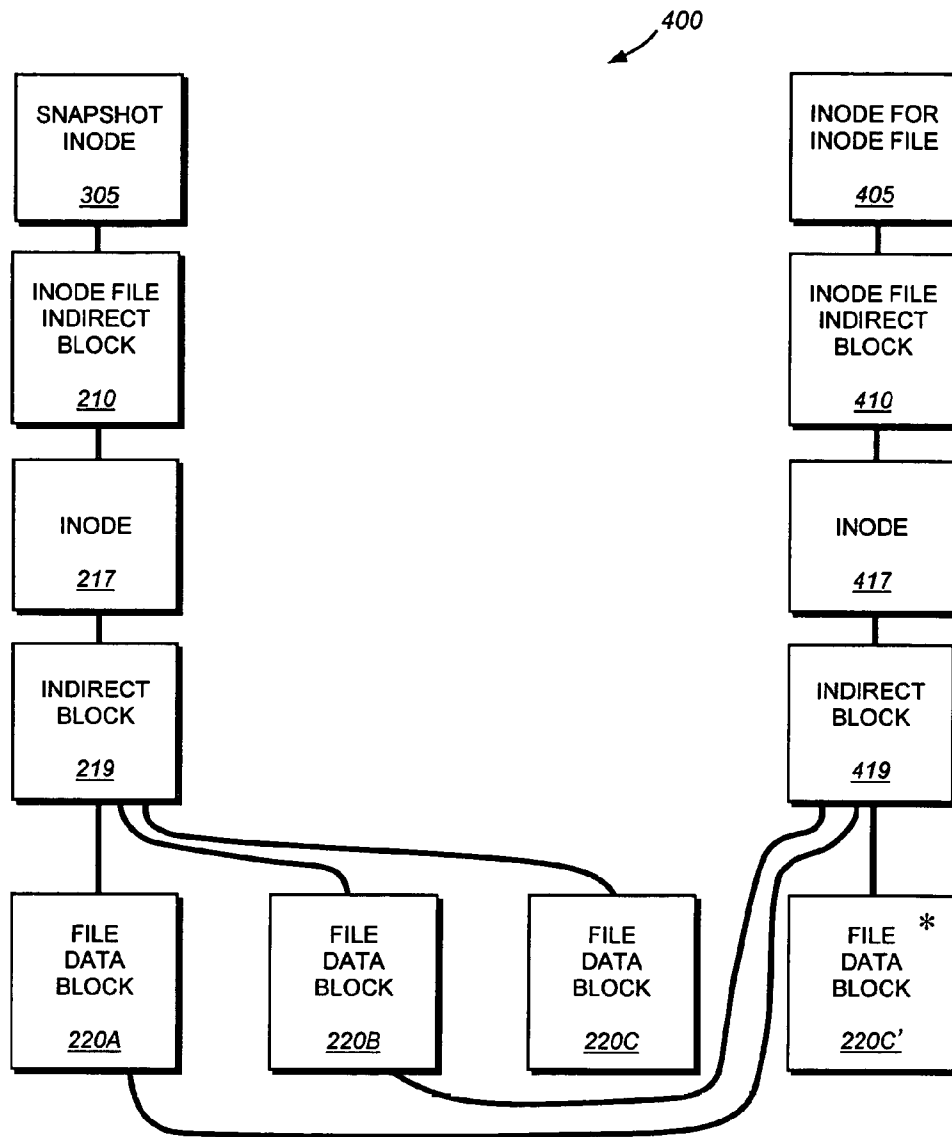 400
SNAPSHOT
INODE
305
INODE FOR
INODE FILE
405
INODE FILE
INDIRECT
BLOCK
210
INODE FILE
INDIRECT
BLOCK
410
INODE
217
INODE
417
INDIRECT
BLOCK
219
INDIRECT
BLOCK
419
FILE
DATA
BLOCK
220A
FILE
DATA
BLOCK
220B
FILE
DATA
BLOCK
220C
FILE *
DATA
BLOCK
220C'